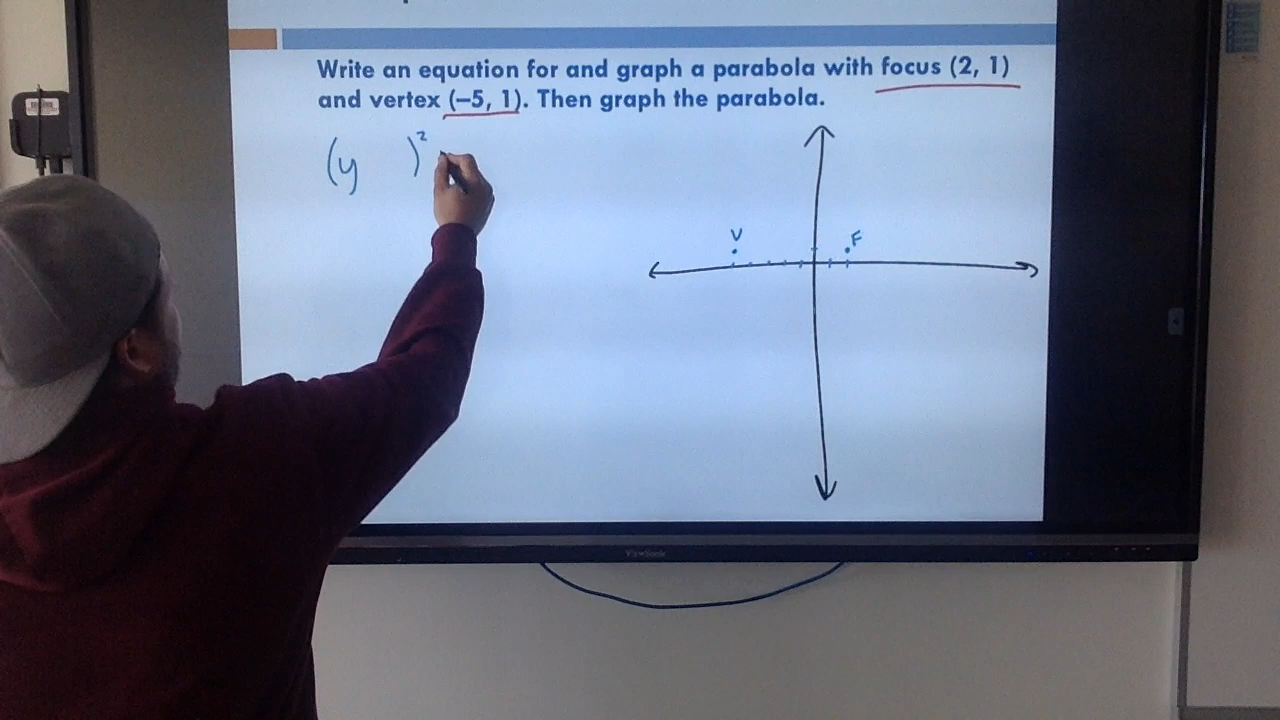 Write an equation for and graph a parabola with focus (2, 1)
and vertex (–5, 1). Then graph the parabola.
(y )²
V
F
ViewSonic